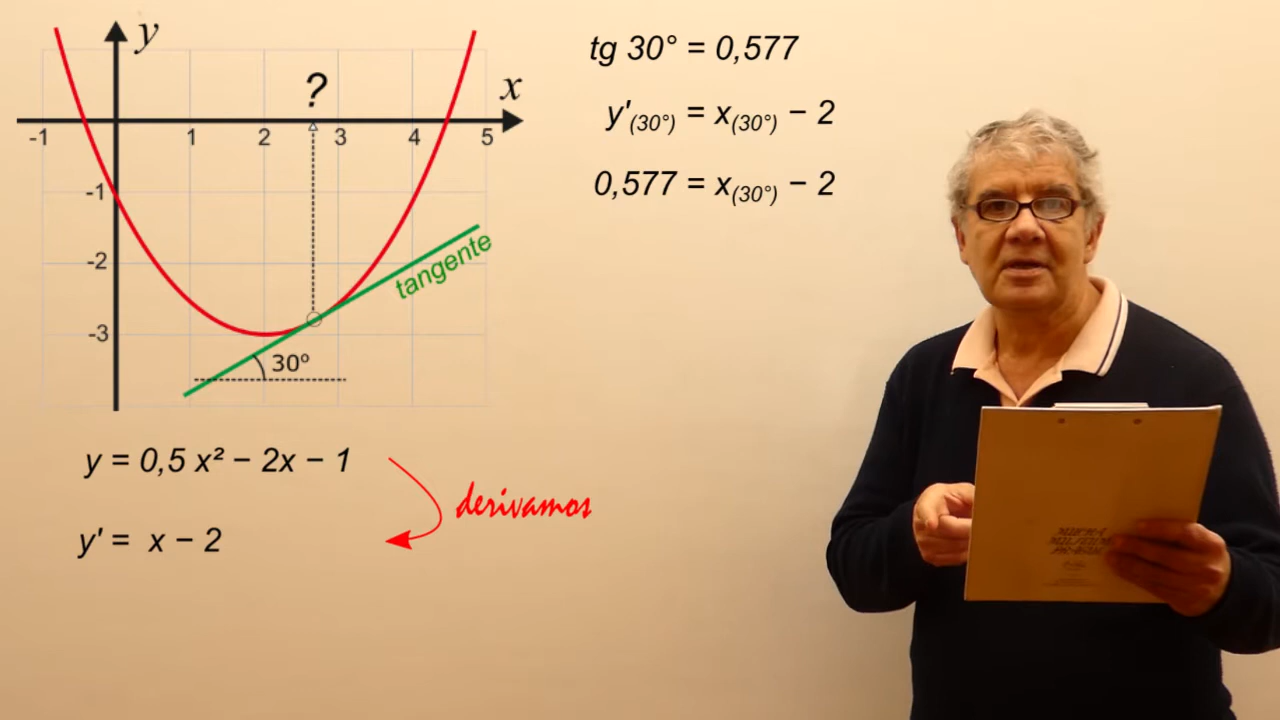 y
?
x
-1 1 2 3 4 5
-1
-2
-3
tangente
30º
y = 0,5 x² − 2x − 1
derivamos
y' = x − 2
tg 30° = 0,577
y'(30°) = x(30°) − 2
0,577 = x(30°) − 2